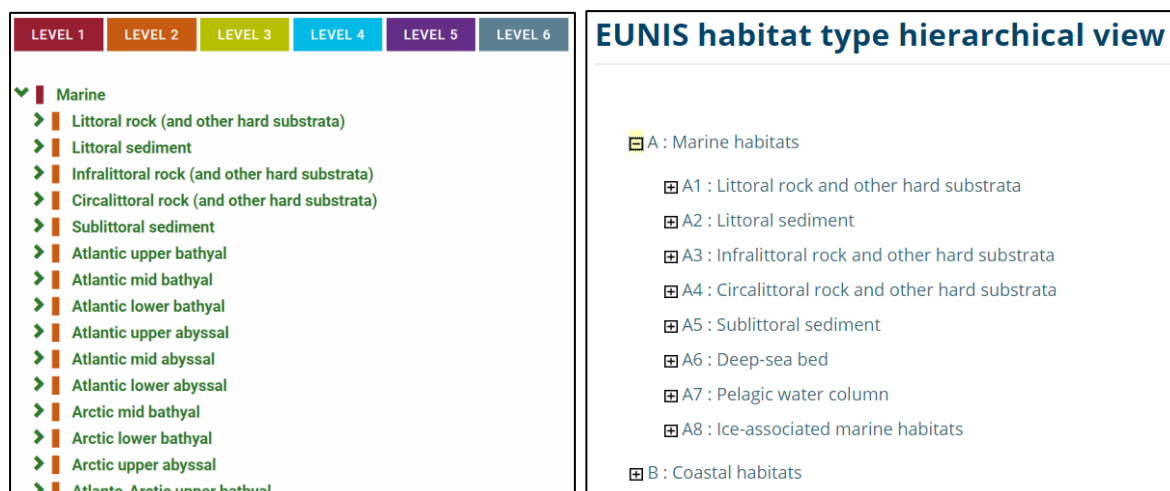 LEVEL 1 LEVEL 2 LEVEL 3 LEVEL 4 LEVEL 5 LEVEL 6
Marine
Littoral rock (and other hard substrata)
Littoral sediment
Infralittoral rock (and other hard substrata)
Circalittoral rock (and other hard substrata)
Sublittoral sediment
Atlantic upper bathyal
Atlantic mid bathyal
Atlantic lower bathyal
Atlantic upper abyssal
Atlantic mid abyssal
Atlantic lower abyssal
Arctic mid bathyal
Arctic lower bathyal
Arctic upper abyssal
Atlanto-Arctic upper bathyal
EUNIS habitat type hierarchical view
A : Marine habitats
A1 : Littoral rock and other hard substrata
A2 : Littoral sediment
A3 : Infralittoral rock and other hard substrata
A4 : Circalittoral rock and other hard substrata
A5 : Sublittoral sediment
A6 : Deep-sea bed
A7 : Pelagic water column
A8 : Ice-associated marine habitats
B : Coastal habitats